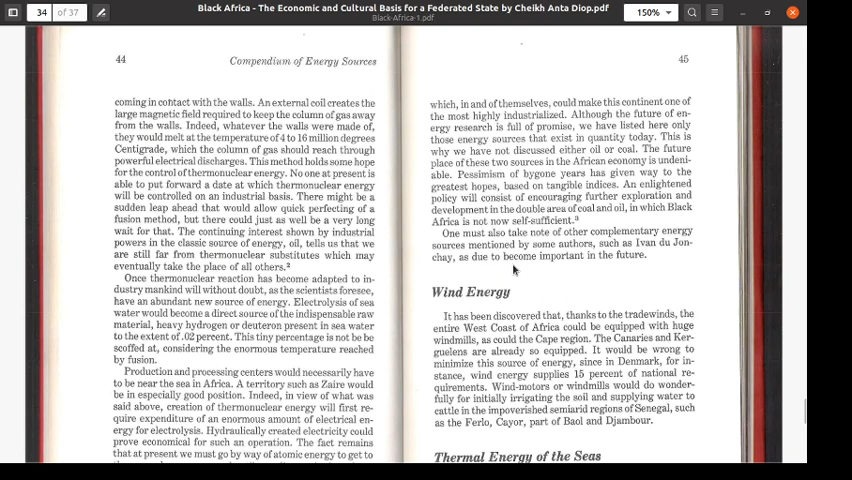 Black Africa - The Economic and Cultural Basis for a Federated State by Cheikh Anta Diop.pdf
Black-Africa-1.pdf
34 of 37
150%
44
Compendium of Energy Sources
coming in contact with the walls. An external coil creates the
large magnetic field required to keep the column of gas away
from the walls. Indeed, whatever the walls were made of,
they would melt at the temperature of 4 to 16 million degrees
Centigrade, which the column of gas should reach through
powerful electrical discharges. This method holds some hope
for the control of thermonuclear energy. No one at present is
able to put forward a date at which thermonuclear energy
will be controlled on an industrial basis. There might be a
sudden leap ahead that would allow quick perfecting of a
fusion method, but there could just as well be a very long
wait for that. The continuing interest shown by industrial
powers in the classic source of energy, oil, tells us that we
are still far from thermonuclear substitutes which may
eventually take the place of all others.²
Once thermonuclear reaction has become adapted to in-
dustry mankind will without doubt, as the scientists foresee,
have an abundant new source of energy. Electrolysis of sea
water would become a direct source of the indispensable raw
material, heavy hydrogen or deuteron present in sea water
to the extent of .02 percent. This tiny percentage is not be be
scoffed at, considering the enormous temperature reached
by fusion.
Production and processing centers would necessarily have
to be near the sea in Africa. A territory such as Zaire would
be in especially good position. Indeed, in view of what was
said above, creation of thermonuclear energy will first re-
quire expenditure of an enormous amount of electrical en-
ergy for electrolysis. Hydraulically created electricity could
prove economical for such an operation. The fact remains
that at present we must go by way of atomic energy to get to
45
which, in and of themselves, could make this continent one of
the most highly industrialized. Although the future of en-
ergy research is full of promise, we have listed here only
those energy sources that exist in quantity today. This is
why we have not discussed either oil or coal. The future
place of these two sources in the African economy is undeni-
able. Pessimism of bygone years has given way to the
greatest hopes, based on tangible indices. An enlightened
policy will consist of encouraging further exploration and
development in the double area of coal and oil, in which Black
Africa is not now self-sufficient.³
One must also take note of other complementary energy
sources mentioned by some authors, such as Ivan du Jon-
chay, as due to become important in the future.
Wind Energy
It has been discovered that, thanks to the tradewinds, the
entire West Coast of Africa could be equipped with huge
windmills, as could the Cape region. The Canaries and Ker-
guelens are already so equipped. It would be wrong to
minimize this source of energy, since in Denmark, for in-
stance, wind energy supplies 15 percent of national re-
quirements. Wind-motors or windmills would do wonder-
fully for initially irrigating the soil and supplying water to
cattle in the impoverished semiarid regions of Senegal, such
as the Ferlo, Cayor, part of Baol and Djambour.
Thermal Energy of the Seas